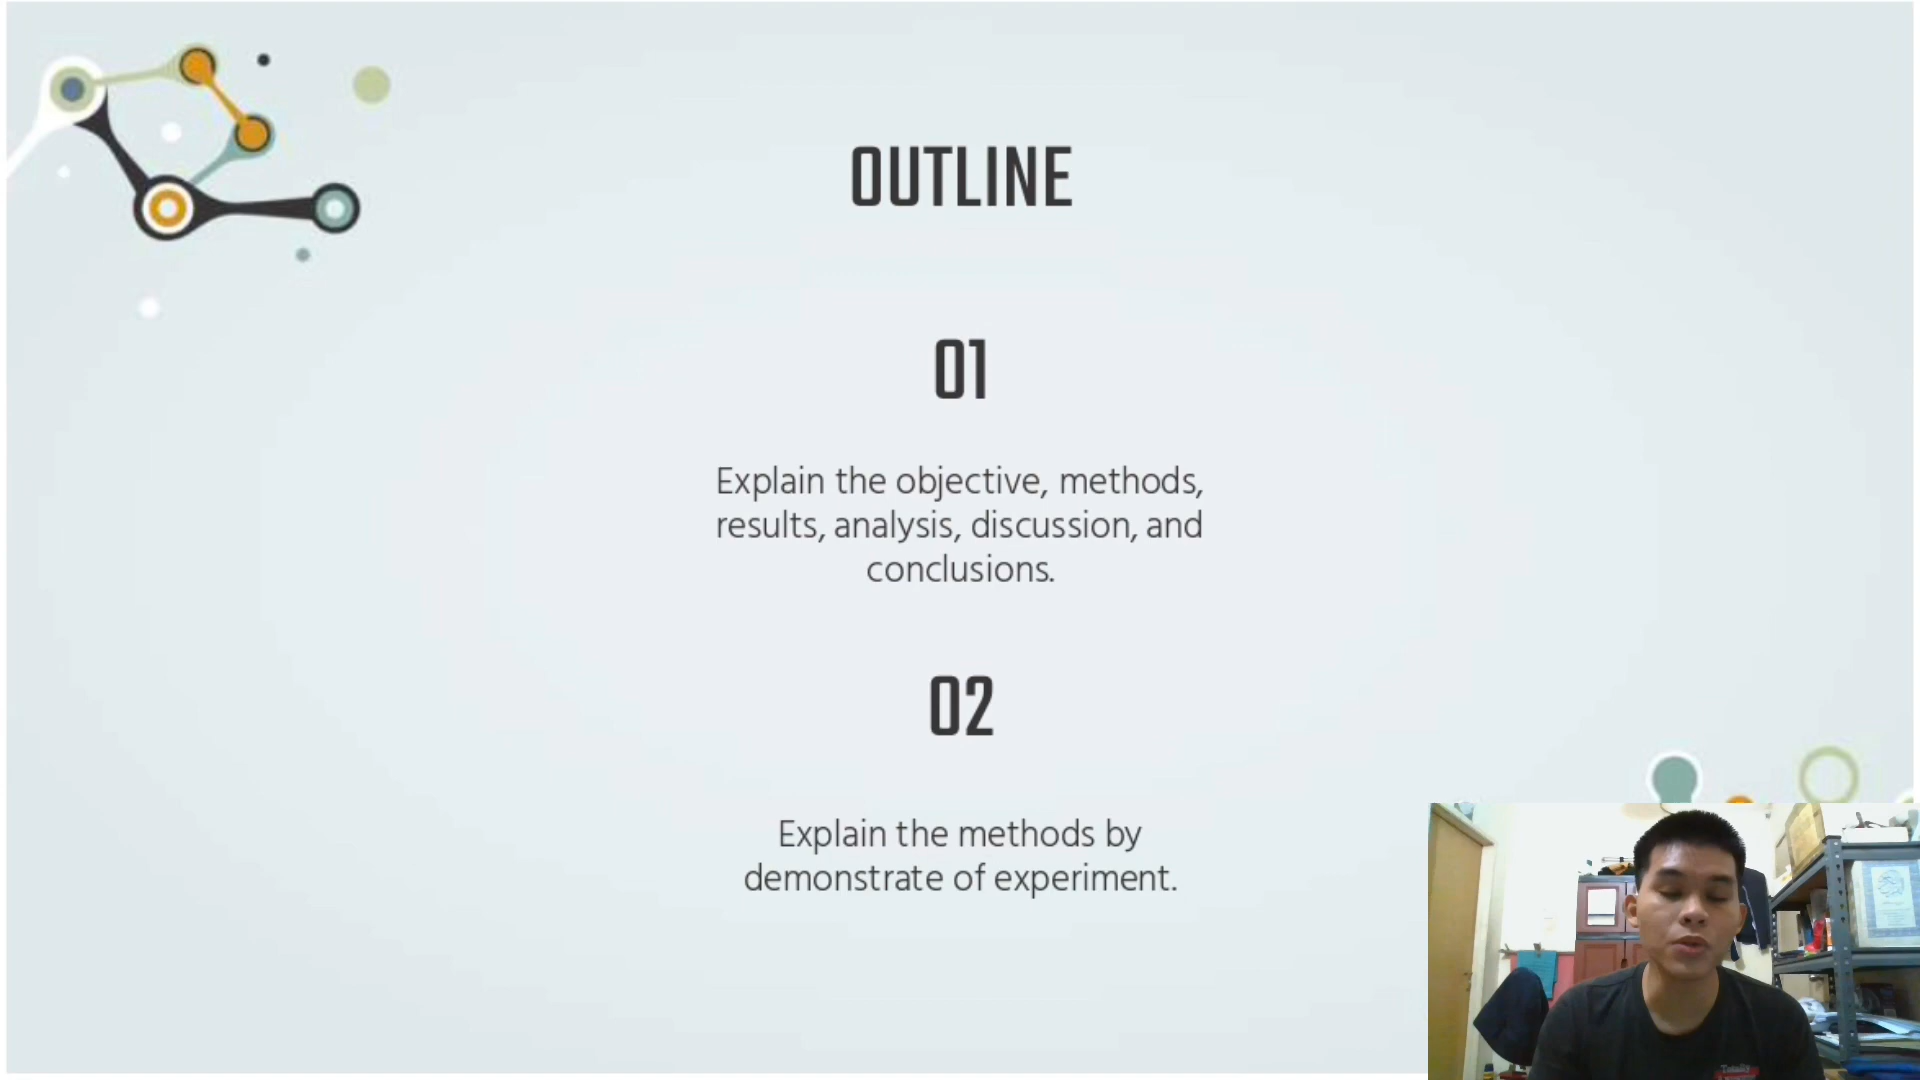 OUTLINE
01
Explain the objective, methods,
results, analysis, discussion, and
conclusions.
02
Explain the methods by
demonstrate of experiment.
Totally